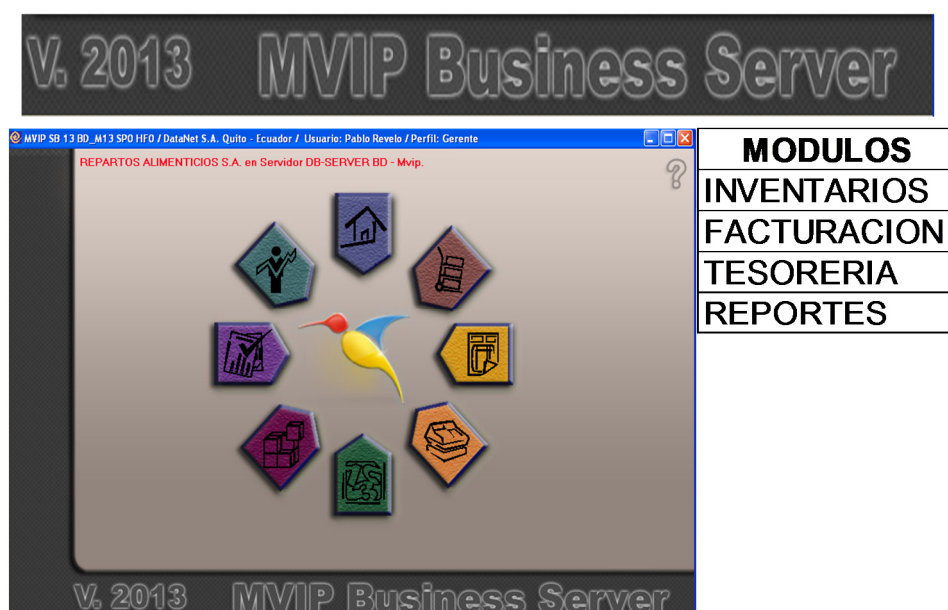 V. 2013 MVIP Business Server
MVIP SB 13 BD_M13 SP0 HF0 / DataNet S.A. Quito - Ecuador / Usuario: Pablo Revelo / Perfil: Gerente
REPARTOS ALIMENTICIOS S.A. en Servidor DB-SERVER BD - Mvip.
?
V. 2013 MVIP Business Server
MODULOS
INVENTARIOS
FACTURACION
TESORERIA
REPORTES